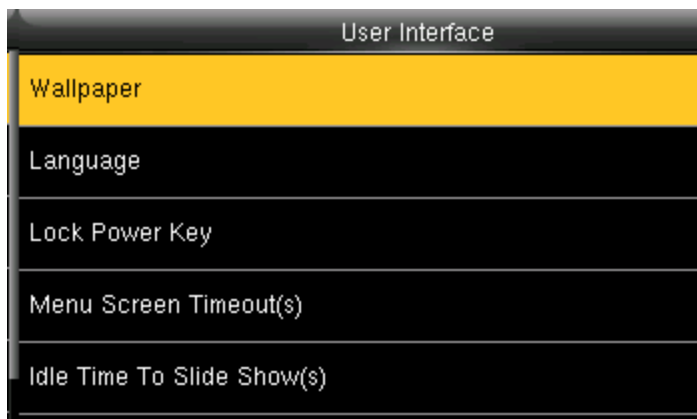 User Interface
Wallpaper
Language
Lock Power Key
Menu Screen Timeout(s)
Idle Time To Slide Show(s)